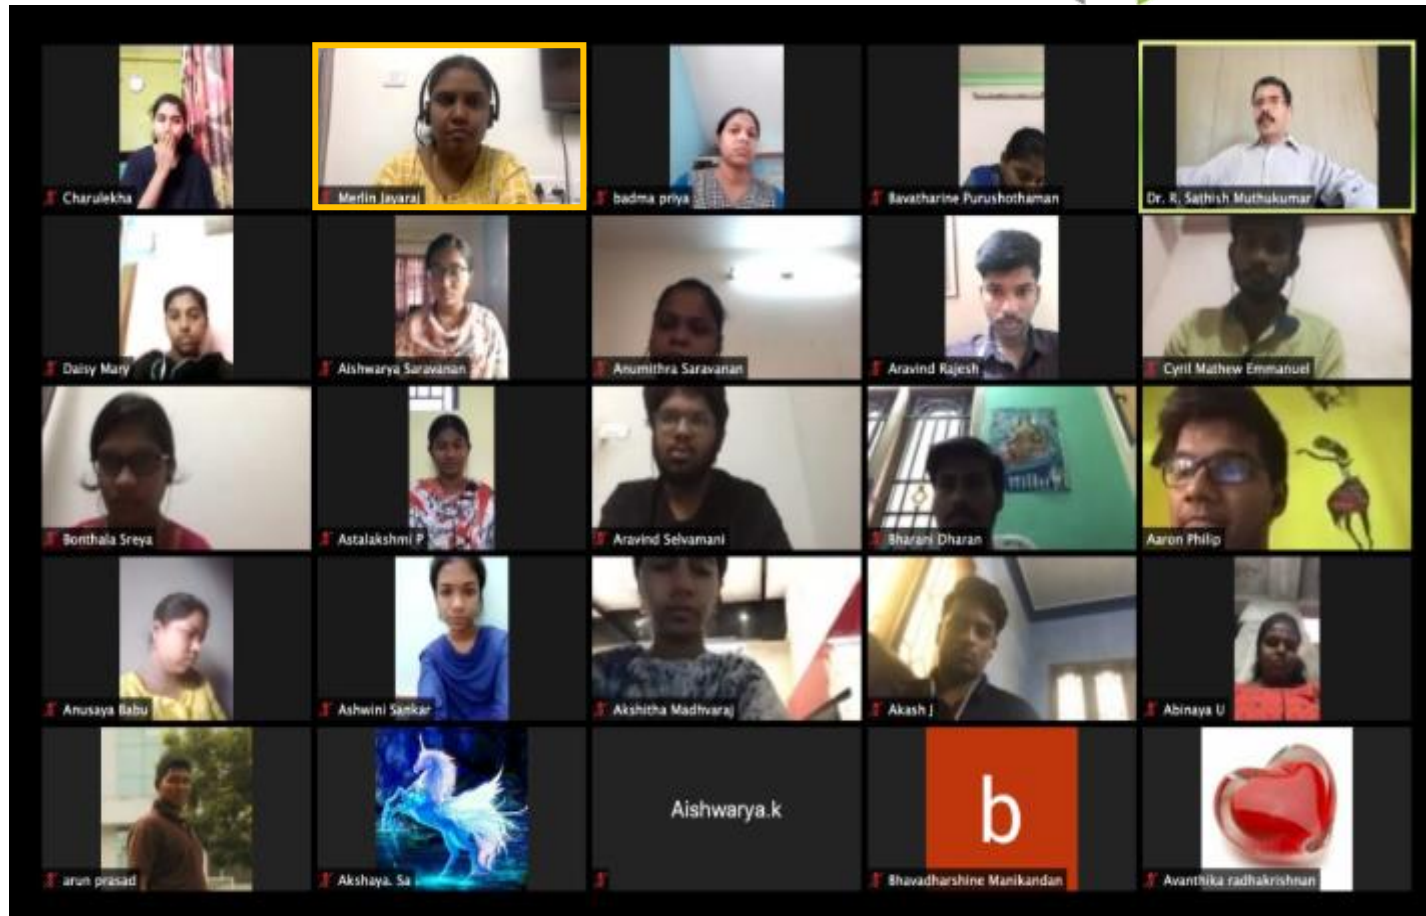 Charulekha
Merlin Jayaraj
badma priya
Bavatharine Purushothaman
Dr. R. Sathish Muthukumar
Daisy Mary
Aishwarya Saravanan
Anumithra Saravanan
Aravind Rajesh
Cyril Mathew Emmanuel
Bonthala Sreya
Astalakshmi P
Aravind Selvamani
Bharani Dharan
Aaron Philip
Anusaya Babu
Ashwini Sankar
Akshitha Madhvaraj
Akash J
Abinaya U
arun prasad
Akshaya. Sa
Aishwarya.k
b
Bhavadharshine Manikandan
Avanthika radhakrishnan